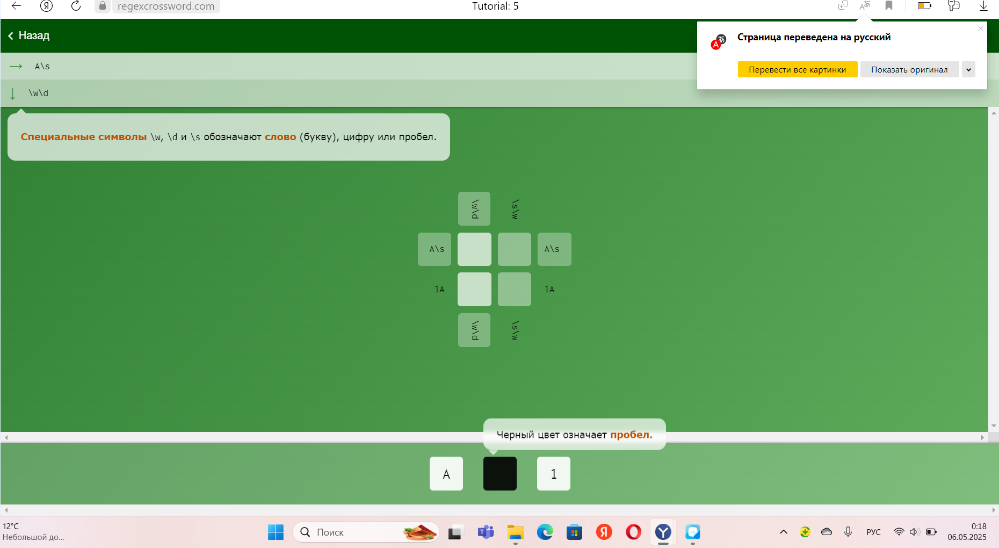 regexcrossword.com
Tutorial: 5
Назад
Страница переведена на русский
Перевести все картинки
Показать оригинал
A\s
\w\d
Специальные символы \w, \d и \s обозначают слово (букву), цифру или пробел.
\w\d
\s\w
A\s
A\s
1A
1A
\w\d
\s\w
Черный цвет означает пробел.
A
1
12°C
Небольшой до...
Поиск
РУС
0:18
06.05.2025